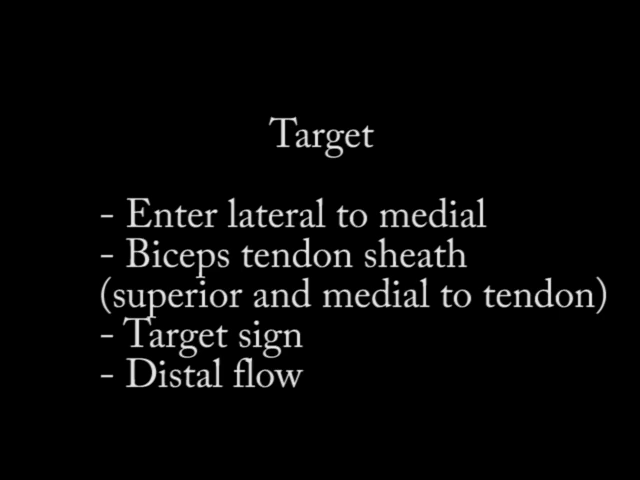 Target
- Enter lateral to medial
- Biceps tendon sheath
(superior and medial to tendon)
- Target sign
- Distal flow